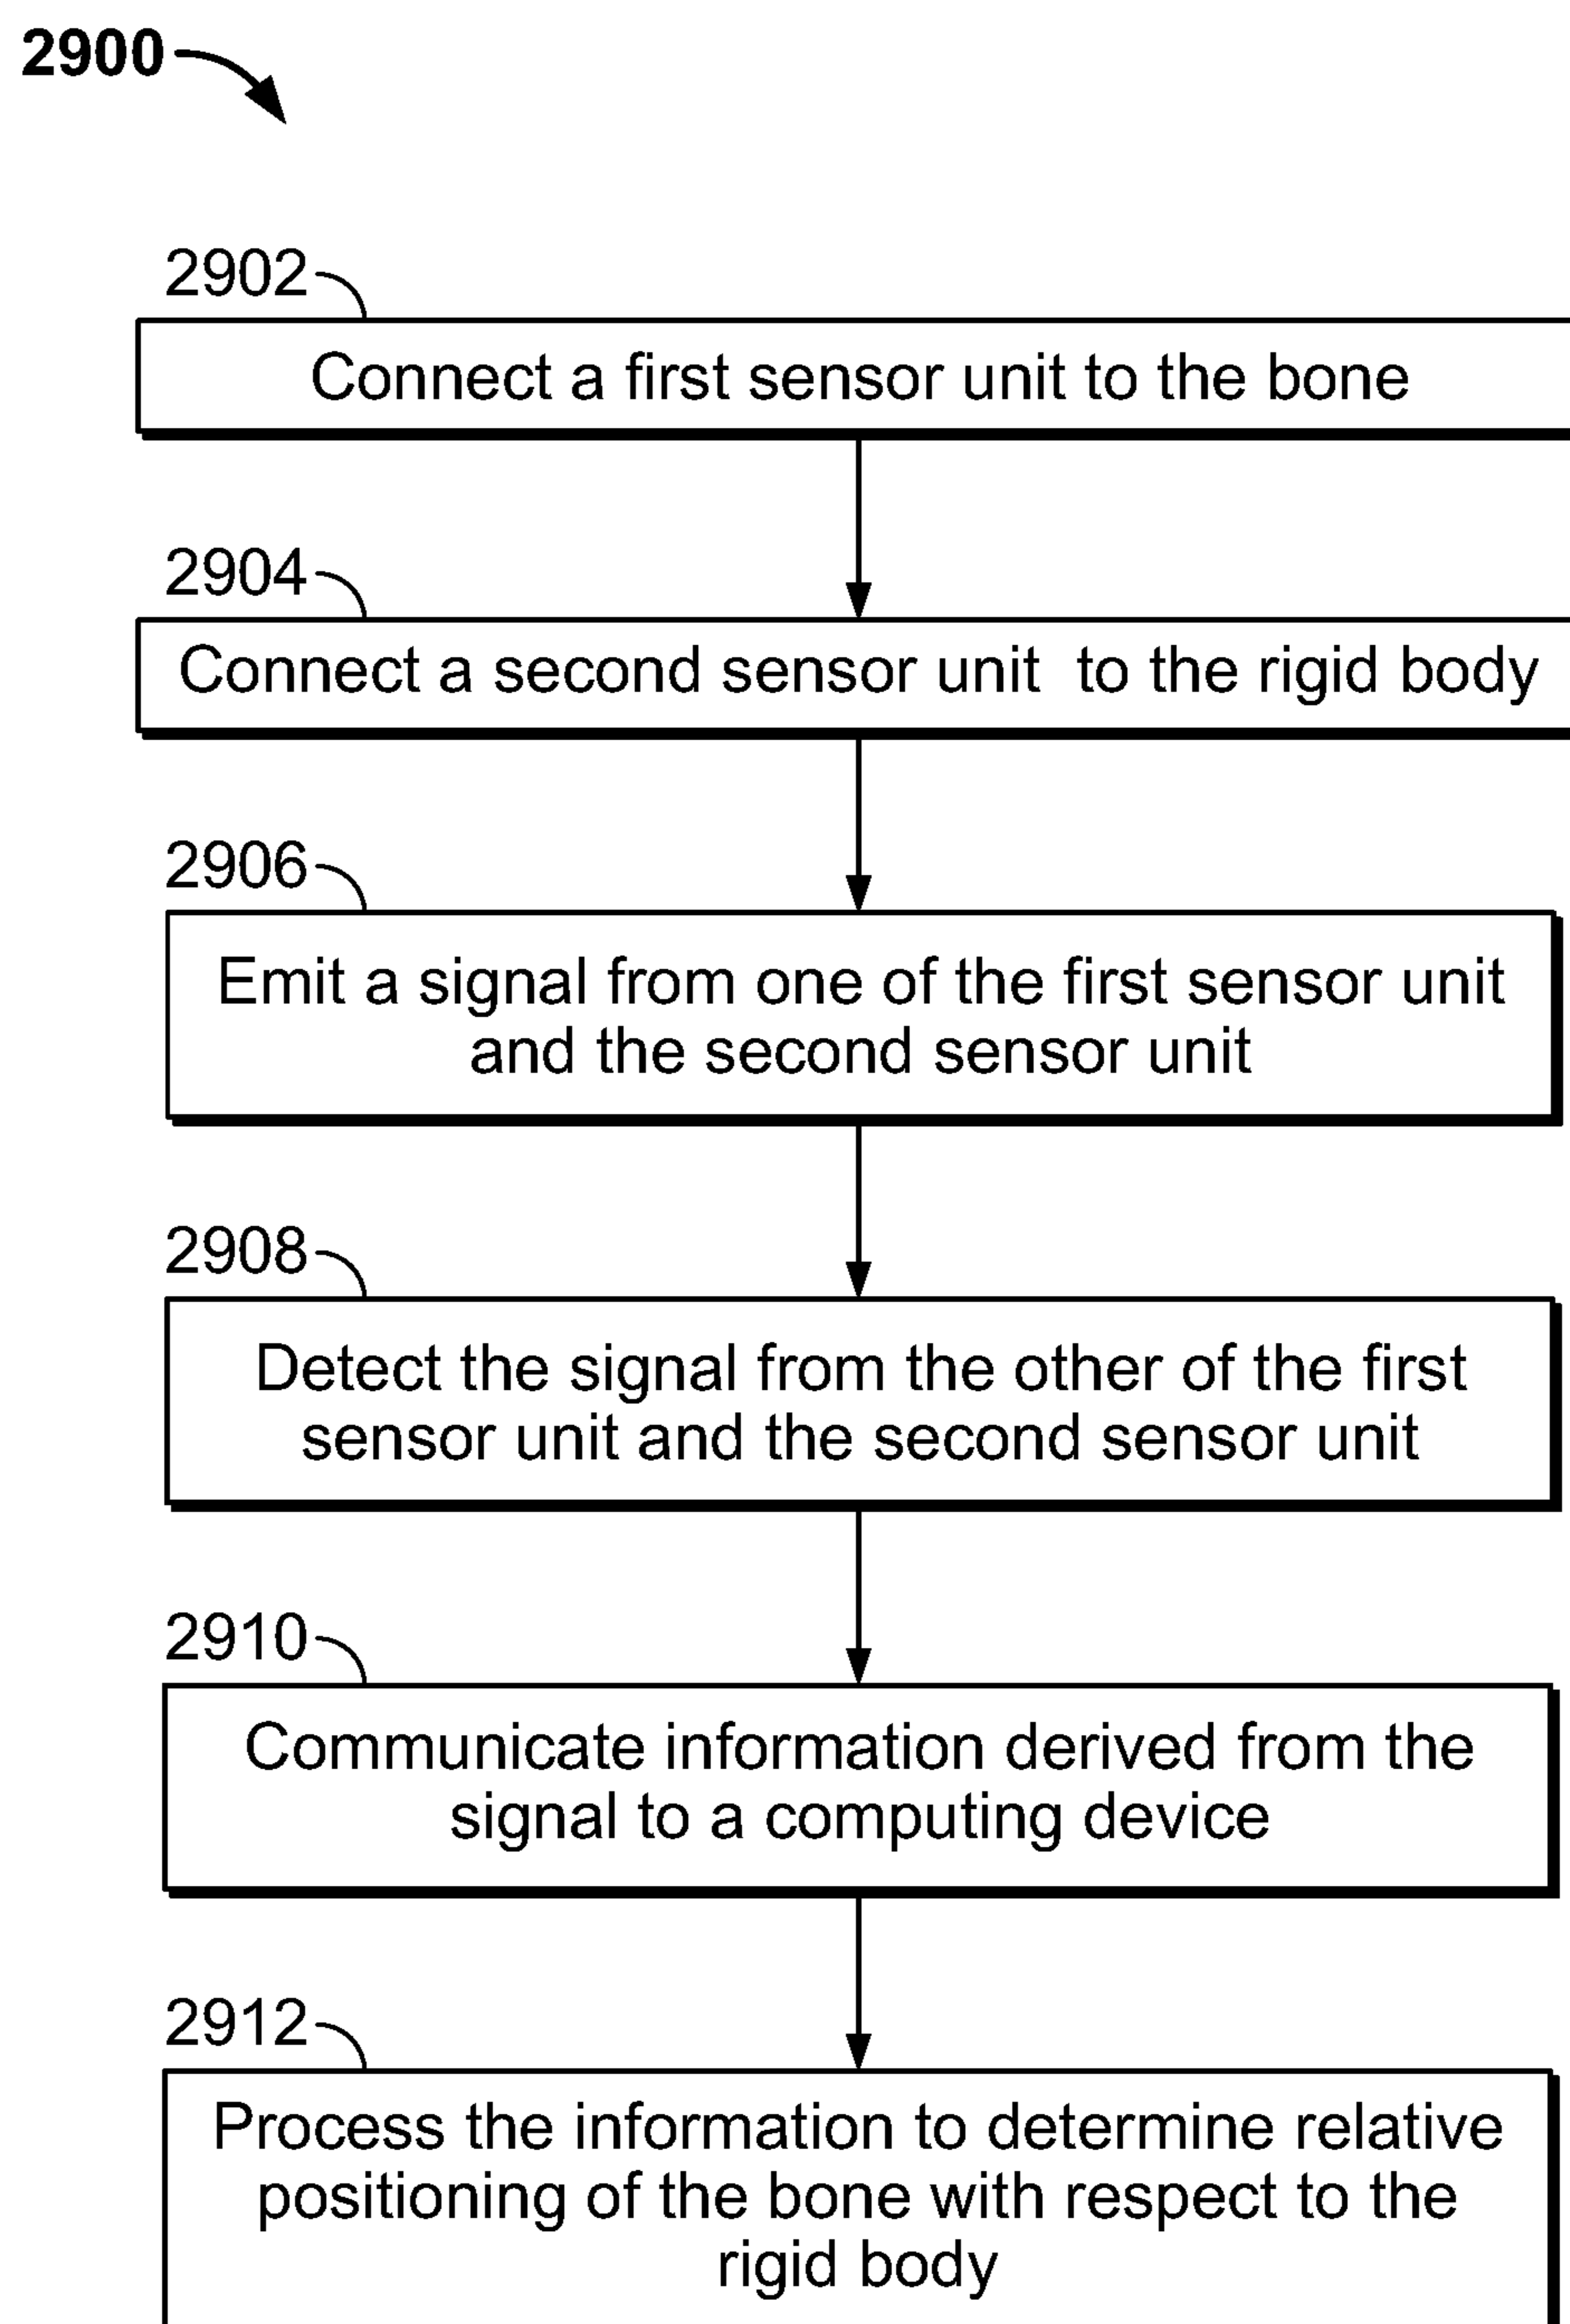 2900
2902
Connect a first sensor unit to the bone
2904
Connect a second sensor unit  to the rigid body
2906
Emit a signal from one of the first sensor unit
and the second sensor unit
2908
Detect the signal from the other of the first
sensor unit and the second sensor unit
2910
Communicate information derived from the
signal to a computing device
2912
Process the information to determine relative
positioning of the bone with respect to the
rigid body